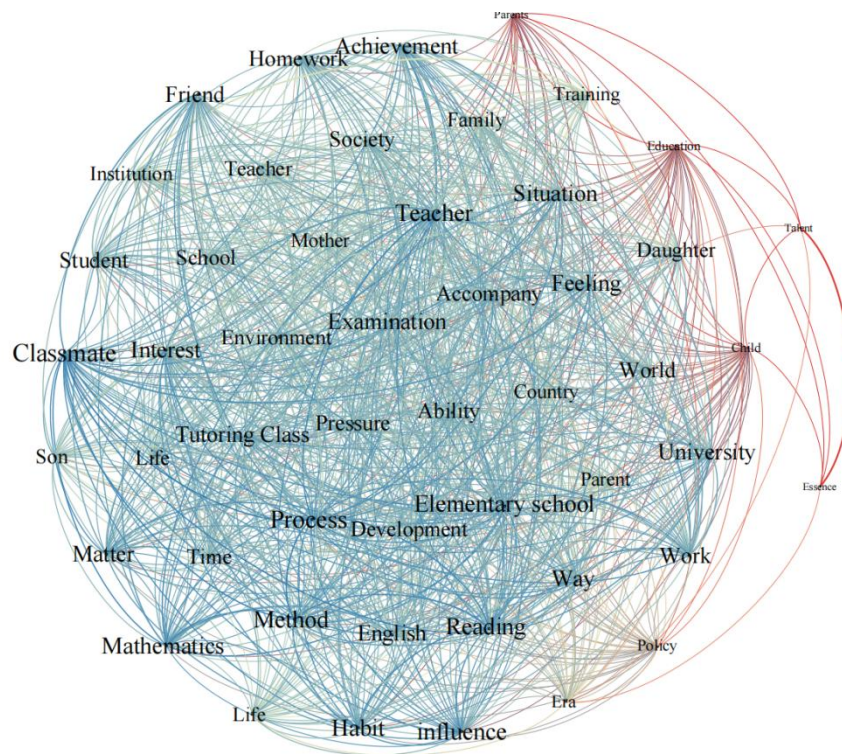 Parents
Homework
Achievement
Friend
Training
Family
Society
Education
Institution
Teacher
Situation
Teacher
Talent
Mother
Student
School
Daughter
Feeling
Accompany
Examination
Environment
Classmate
Interest
Child
World
Country
Ability
Pressure
Tutoring Class
University
Son
Life
Parent
Essence
Elementary school
Process
Development
Matter
Time
Work
Way
Method
Reading
English
Mathematics
Policy
Era
Life
Habit
influence